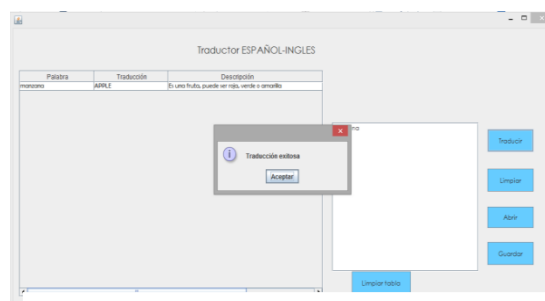 Traductor ESPAÑOL-INGLES
Palabra Traducción Descripción
manzana APPLE Es una fruta, puede ser roja, verde o amarilla
na
Traducción exitosa
Aceptar
Traducir
Limpiar
Abrir
Guardar
Limpiar tabla